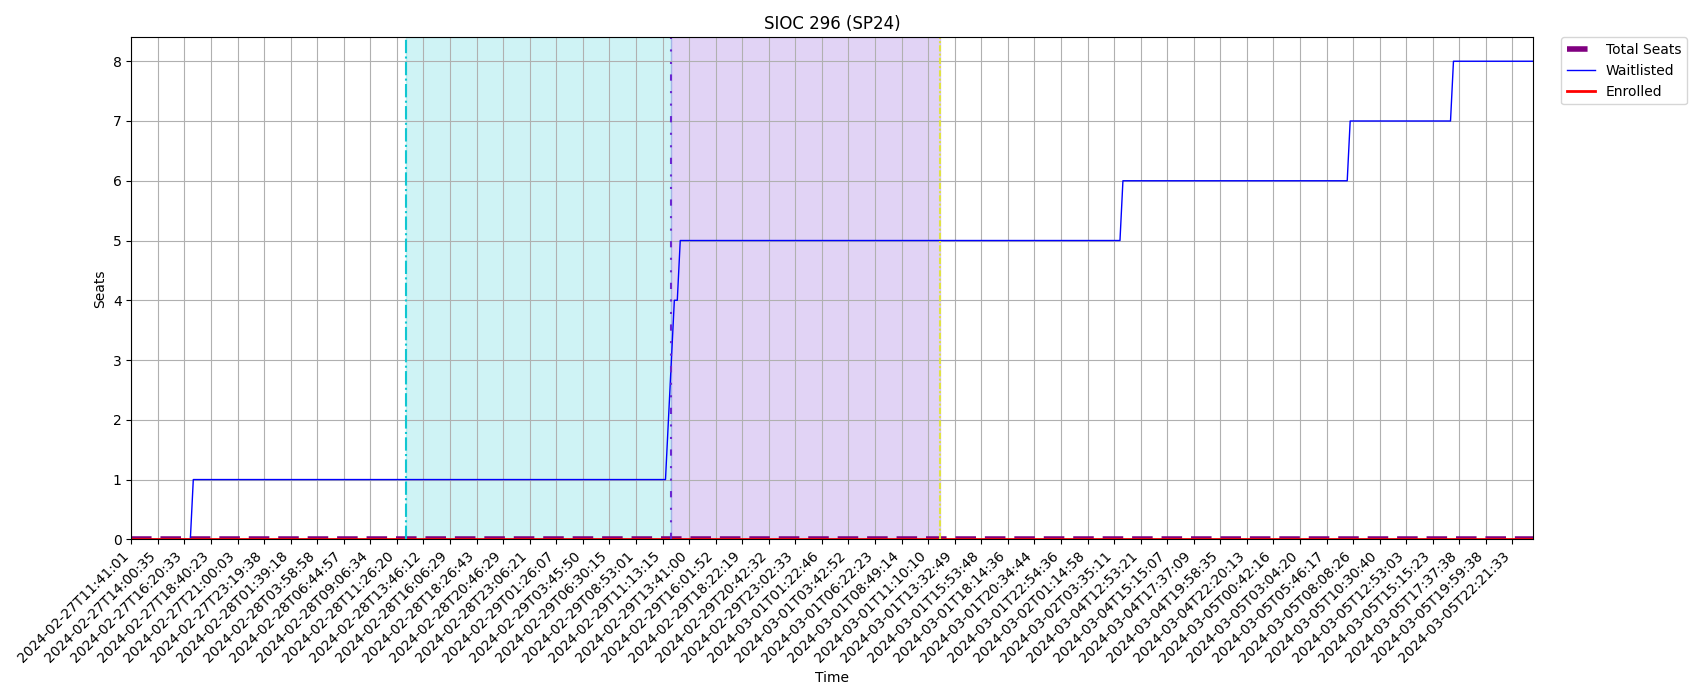 SIOC 296 (SP24)
Total Seats
Waitlisted
Enrolled
8
7
6
5
4
3
2
1
0
Seats
2024-02-27T11:41:01
2024-02-27T14:00:35
2024-02-27T16:20:33
2024-02-27T18:40:23
2024-02-27T21:00:03
2024-02-27T23:19:38
2024-02-28T01:39:18
2024-02-28T03:58:58
2024-02-28T06:44:57
2024-02-28T09:06:34
2024-02-28T11:26:20
2024-02-28T13:46:12
2024-02-28T16:06:29
2024-02-28T18:26:43
2024-02-28T20:46:29
2024-02-28T23:06:21
2024-02-29T01:26:07
2024-02-29T03:45:50
2024-02-29T06:30:15
2024-02-29T08:53:01
2024-02-29T11:13:15
2024-02-29T13:41:00
2024-02-29T16:01:52
2024-02-29T18:22:19
2024-02-29T20:42:32
2024-02-29T23:02:33
2024-03-01T01:22:46
2024-03-01T03:42:52
2024-03-01T06:22:23
2024-03-01T08:49:14
2024-03-01T11:10:10
2024-03-01T13:32:49
2024-03-01T15:53:48
2024-03-01T18:14:36
2024-03-01T20:34:44
2024-03-01T22:54:36
2024-03-02T01:14:58
2024-03-02T03:35:11
2024-03-04T12:53:21
2024-03-04T15:15:07
2024-03-04T17:37:09
2024-03-04T19:58:35
2024-03-04T22:20:13
2024-03-05T00:42:16
2024-03-05T03:04:20
2024-03-05T05:46:17
2024-03-05T08:08:26
2024-03-05T10:30:40
2024-03-05T12:53:03
2024-03-05T15:15:23
2024-03-05T17:37:38
2024-03-05T19:59:38
2024-03-05T22:21:33
Time